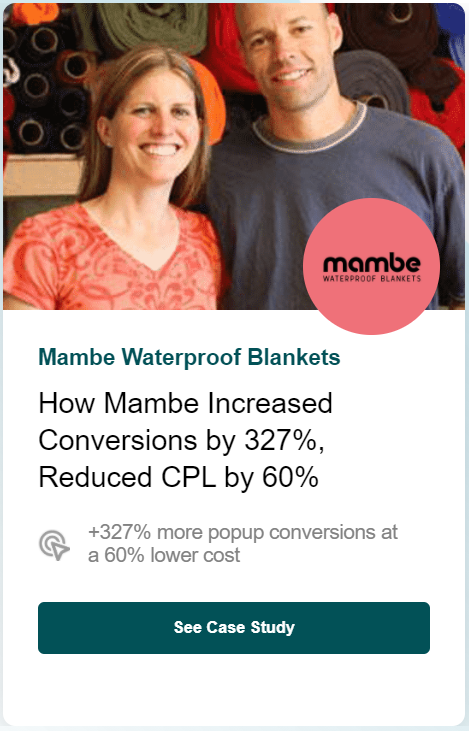 mambe
WATERPROOF BLANKETS
Mambe Waterproof Blankets
How Mambe Increased
Conversions by 327%,
Reduced CPL by 60%
+327% more popup conversions at
a 60% lower cost
See Case Study